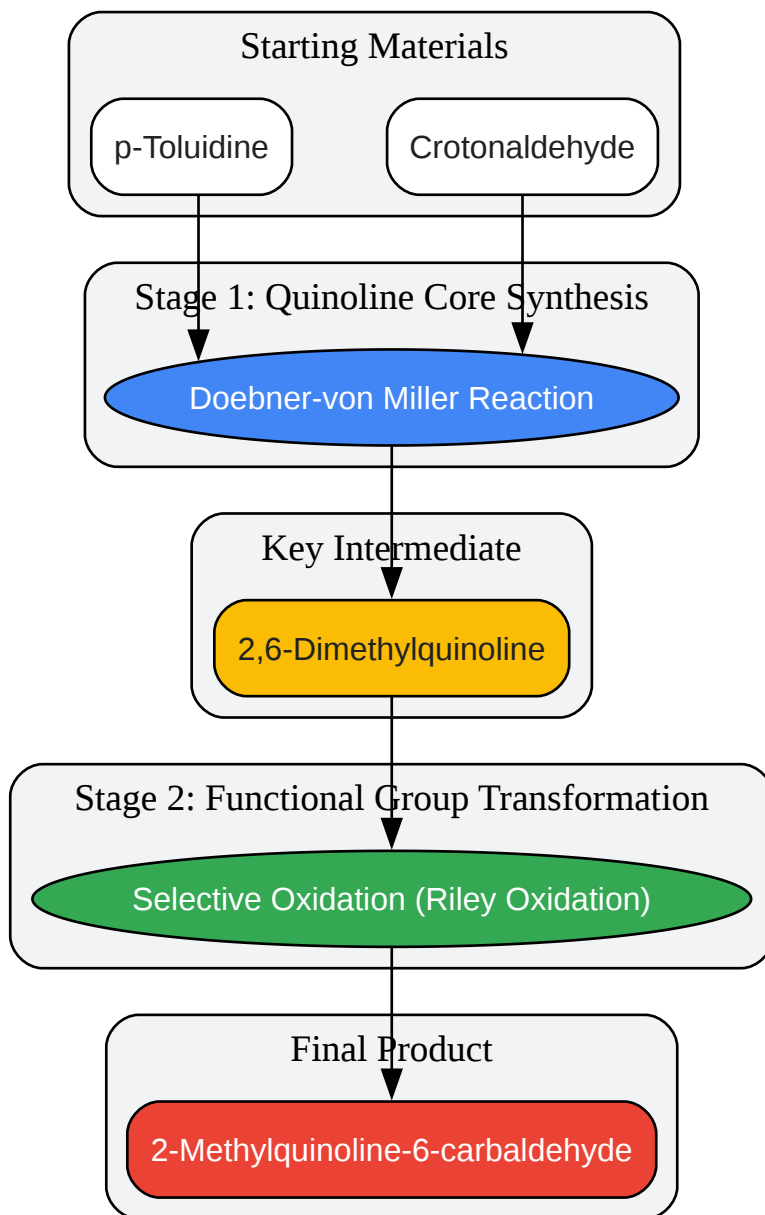 Starting Materials
p-Toluidine
Crotonaldehyde
Stage 1: Quinoline Core Synthesis
Doebner-von Miller Reaction
Key Intermediate
2,6-Dimethylquinoline
Stage 2: Functional Group Transformation
Selective Oxidation (Riley Oxidation)
Final Product
2-Methylquinoline-6-carbaldehyde